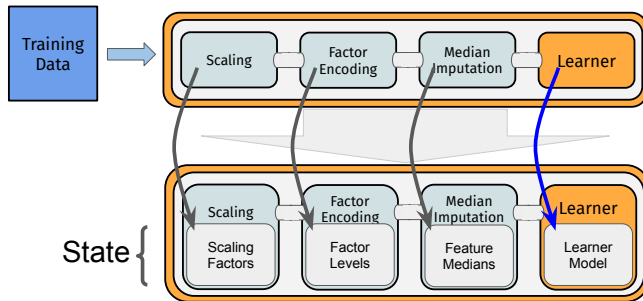 Training
Data
Scaling
Factor
Encoding
Median
Imputation
Learner
Scaling
Factor
Encoding
Median
Imputation
Learner
State
Scaling
Factors
Factor
Levels
Feature
Medians
Learner
Model